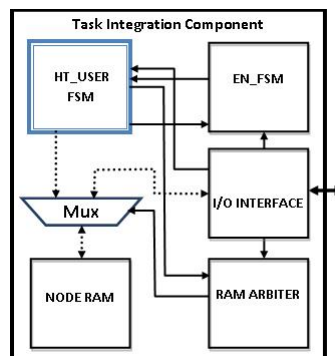 Task Integration Component
HT_USER
FSM
EN_FSM
I/O INTERFACE
Mux
NODE RAM
RAM ARBITER